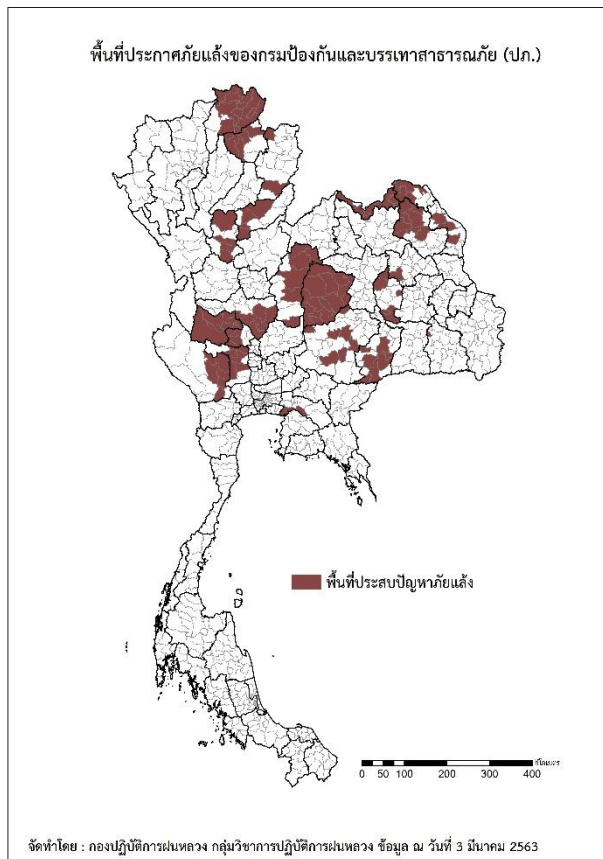 พื้นที่ประกาศภัยแล้งของกรมป้องกันและบรรเทาสาธารณภัย (ปภ.)
พื้นที่ประสบปัญหาภัยแล้ง
กิโลเมตร
0 50 100 200 300 400
จัดทำโดย : กองปฏิบัติการฝนหลวง กลุ่มวิชาการปฏิบัติการฝนหลวง ข้อมูล ณ วันที่ 3 มีนาคม 2563